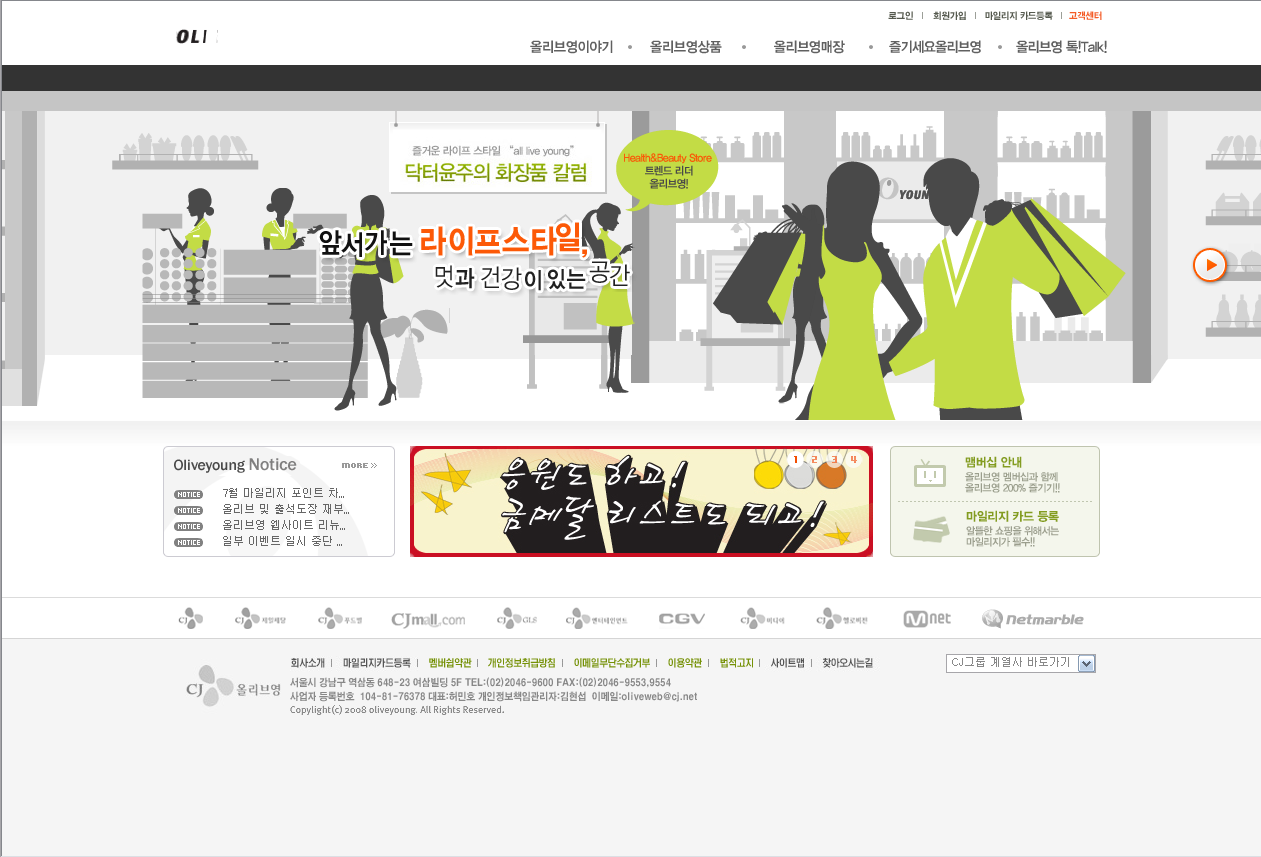 로그인 회원가입 마일리지 카드등록 고객센터
OLI
올리브영이야기 올리브영상품 올리브영매장 즐기세요올리브영 올리브영 톡!Talk!
즐거운 라이프 스타일 “all live young”
닥터윤주의 화장품 칼럼
Health&Beauty Store
트렌드 리더
올리브영!
O YOUN
앞서가는 라이프스타일,
멋과 건강이 있는 공간
Oliveyoung Notice MORE
NOTICE 7월 마일리지 포인트 차...
NOTICE 올리브 및 출석도장 재부...
NOTICE 올리브영 웹사이트 리뉴...
NOTICE 일부 이벤트 일시 중단 ...
1 2 3 4
응원도 하고!
금메달 리스트도 되고!
맴버십 안내
올리브영 멤버십과 함께
올리브영 200% 즐기기!!
마일리지 카드 등록
알뜰한 쇼핑을 위해서는
마일리지가 필수!!
CJ CJ 제일제당 CJ 푸드빌 CJmall.com CJ GLS CJ 엔터테인먼트 CGV CJ 미디어 CJ 헬로비전 Mnet Netmarble
회사소개 마일리지카드등록 멤버쉽약관 개인정보취급방침 이메일무단수집거부 이용약관 법적고지 사이트맵 찾아오시는길
CJ그룹 계열사 바로가기
CJ 올리브영
서울시 강남구 역삼동 648-23 여삼빌딩 5F TEL:(02)2046-9600 FAX:(02)2046-9553,9554
사업자 등록번호 104-81-76378 대표:허민호 개인정보책임관리자:김현섭 이메일:oliveweb@cj.net
Copylight(c) 2008 oliveyoung. All Rights Reserved.